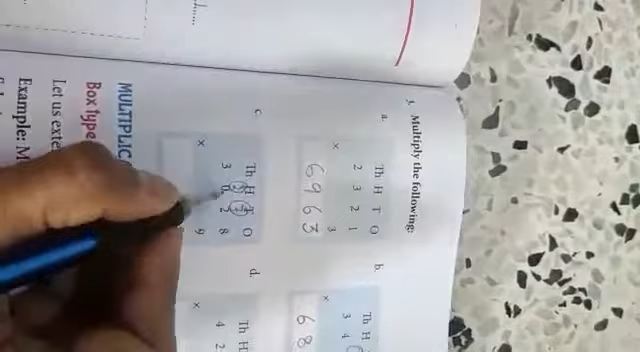 3. Multiply the following:
a.
Th H T O
2 3 2 1
× 3
6 9 6 3
b.
Th H
3 4
×
6 8
c.
Th H T O
3 0 2 8
× 9
d.
Th H
4 2
×
MULTIPLIC
Box type
Let us exte
Example: M